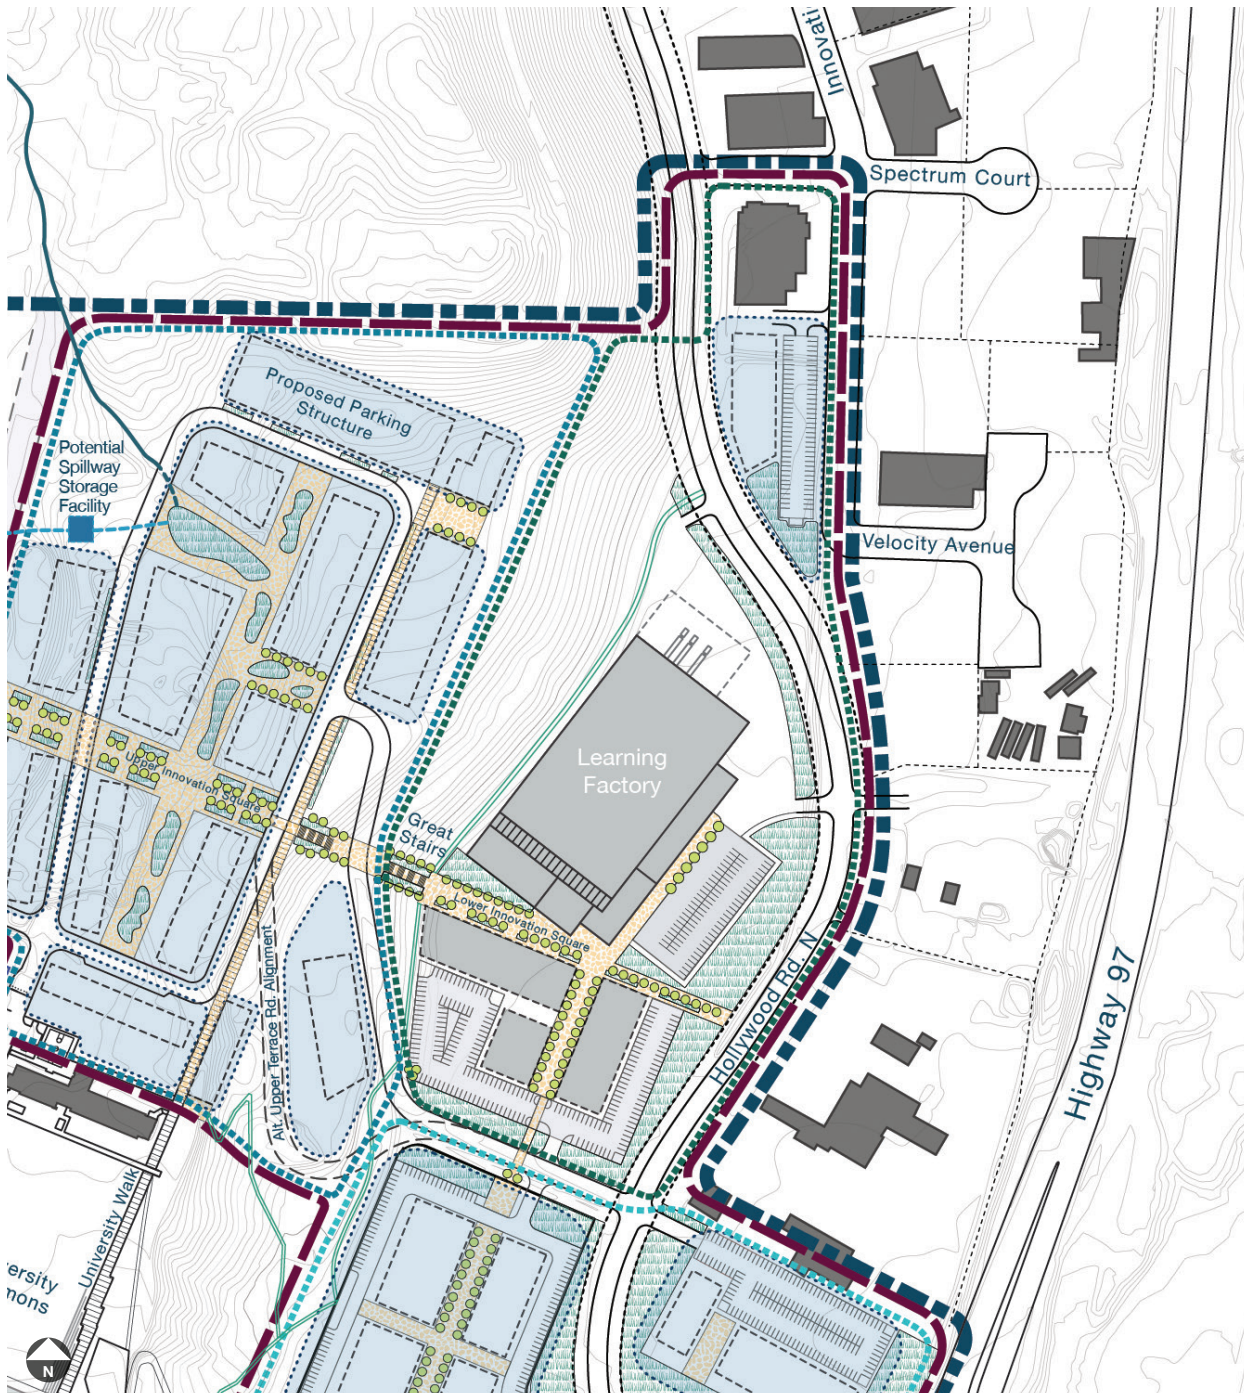 Innovati
Spectrum Court
Proposed Parking
Structure
Potential
Spillway
Storage
Facility
Velocity Avenue
Learning
Factory
Upper Innovation Square
Great
Stairs
Lower Innovation Square
Alt. Upper Terrace Rd. Alignment
Hollywood Rd. N
Highway 97
University Walk
ersity
mons
N